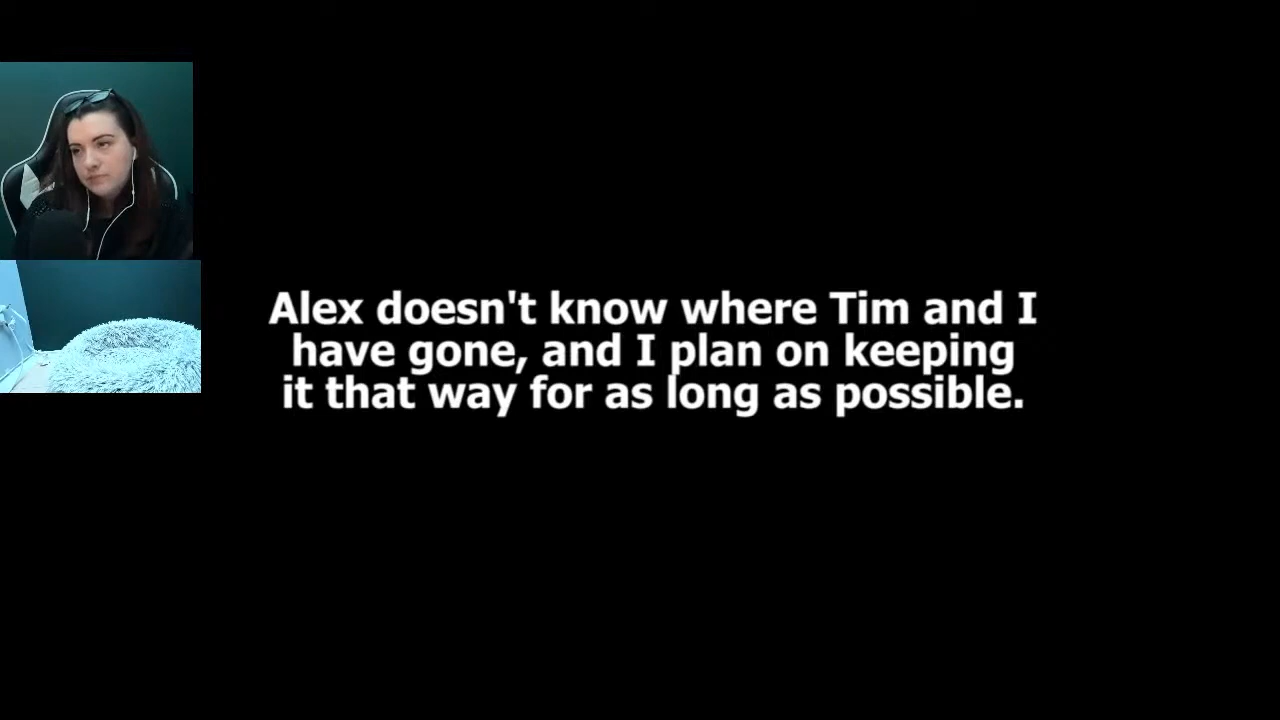 Alex doesn't know where Tim and I
have gone, and I plan on keeping
it that way for as long as possible.